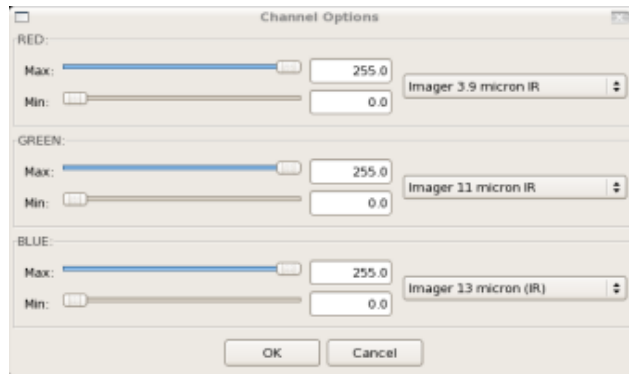 Channel Options
RED:
Max: 255.0
Imager 3.9 micron IR
Min: 0.0
GREEN:
Max: 255.0
Imager 11 micron IR
Min: 0.0
BLUE:
Max: 255.0
Imager 13 micron (IR)
Min: 0.0
OK Cancel